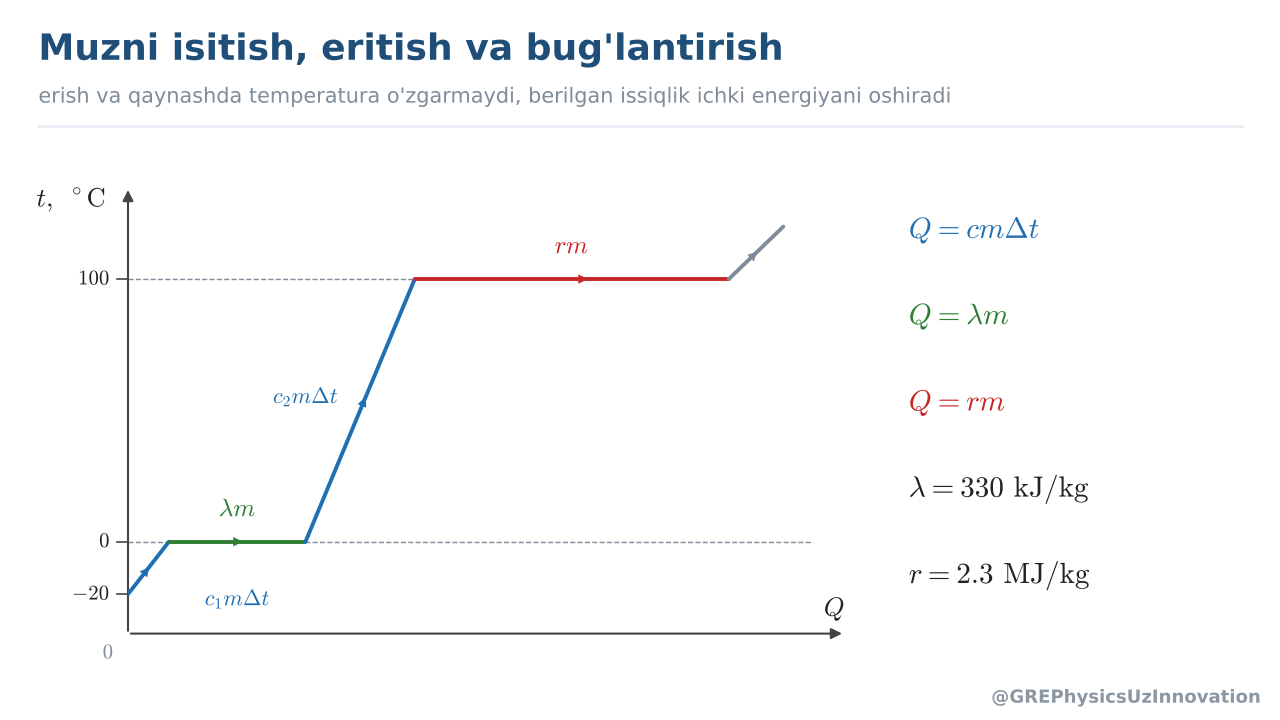 Muzni isitish, eritish va bug'lantirish
erish va qaynashda temperatura o'zgarmaydi, berilgan issiqlik ichki energiyani oshiradi
t, °C
100
0
−20
0
rm
c₂mΔt
λm
c₁mΔt
Q
Q = cmΔt
Q = λm
Q = rm
λ = 330 kJ/kg
r = 2.3 MJ/kg
@GREPhysicsUzInnovation